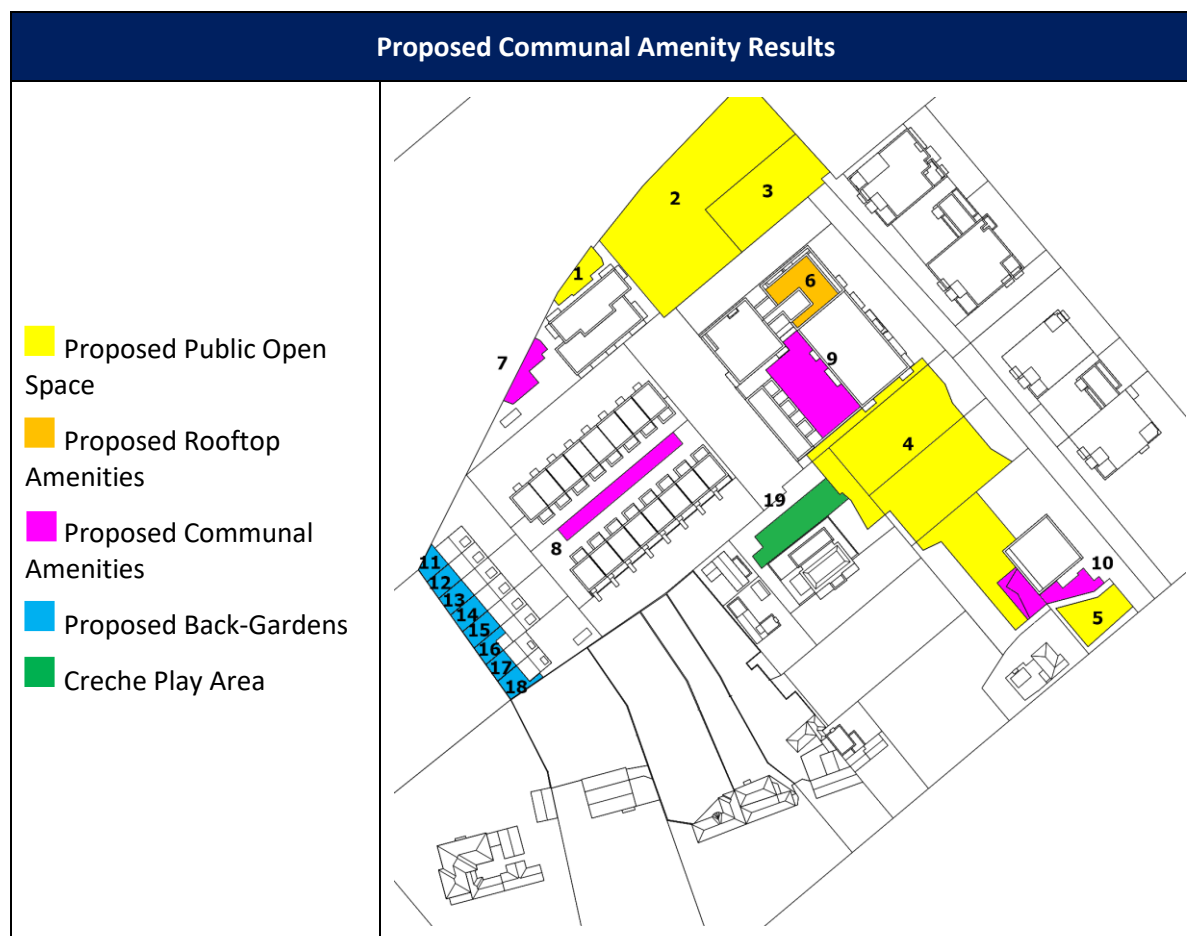 Proposed Communal Amenity Results
Proposed Public Open
Space
Proposed Rooftop
Amenities
Proposed Communal
Amenities
Proposed Back-Gardens
Creche Play Area
2
3
1
6
7
9
4
19
8
11
12
13
14
15
16
17
18
10
5